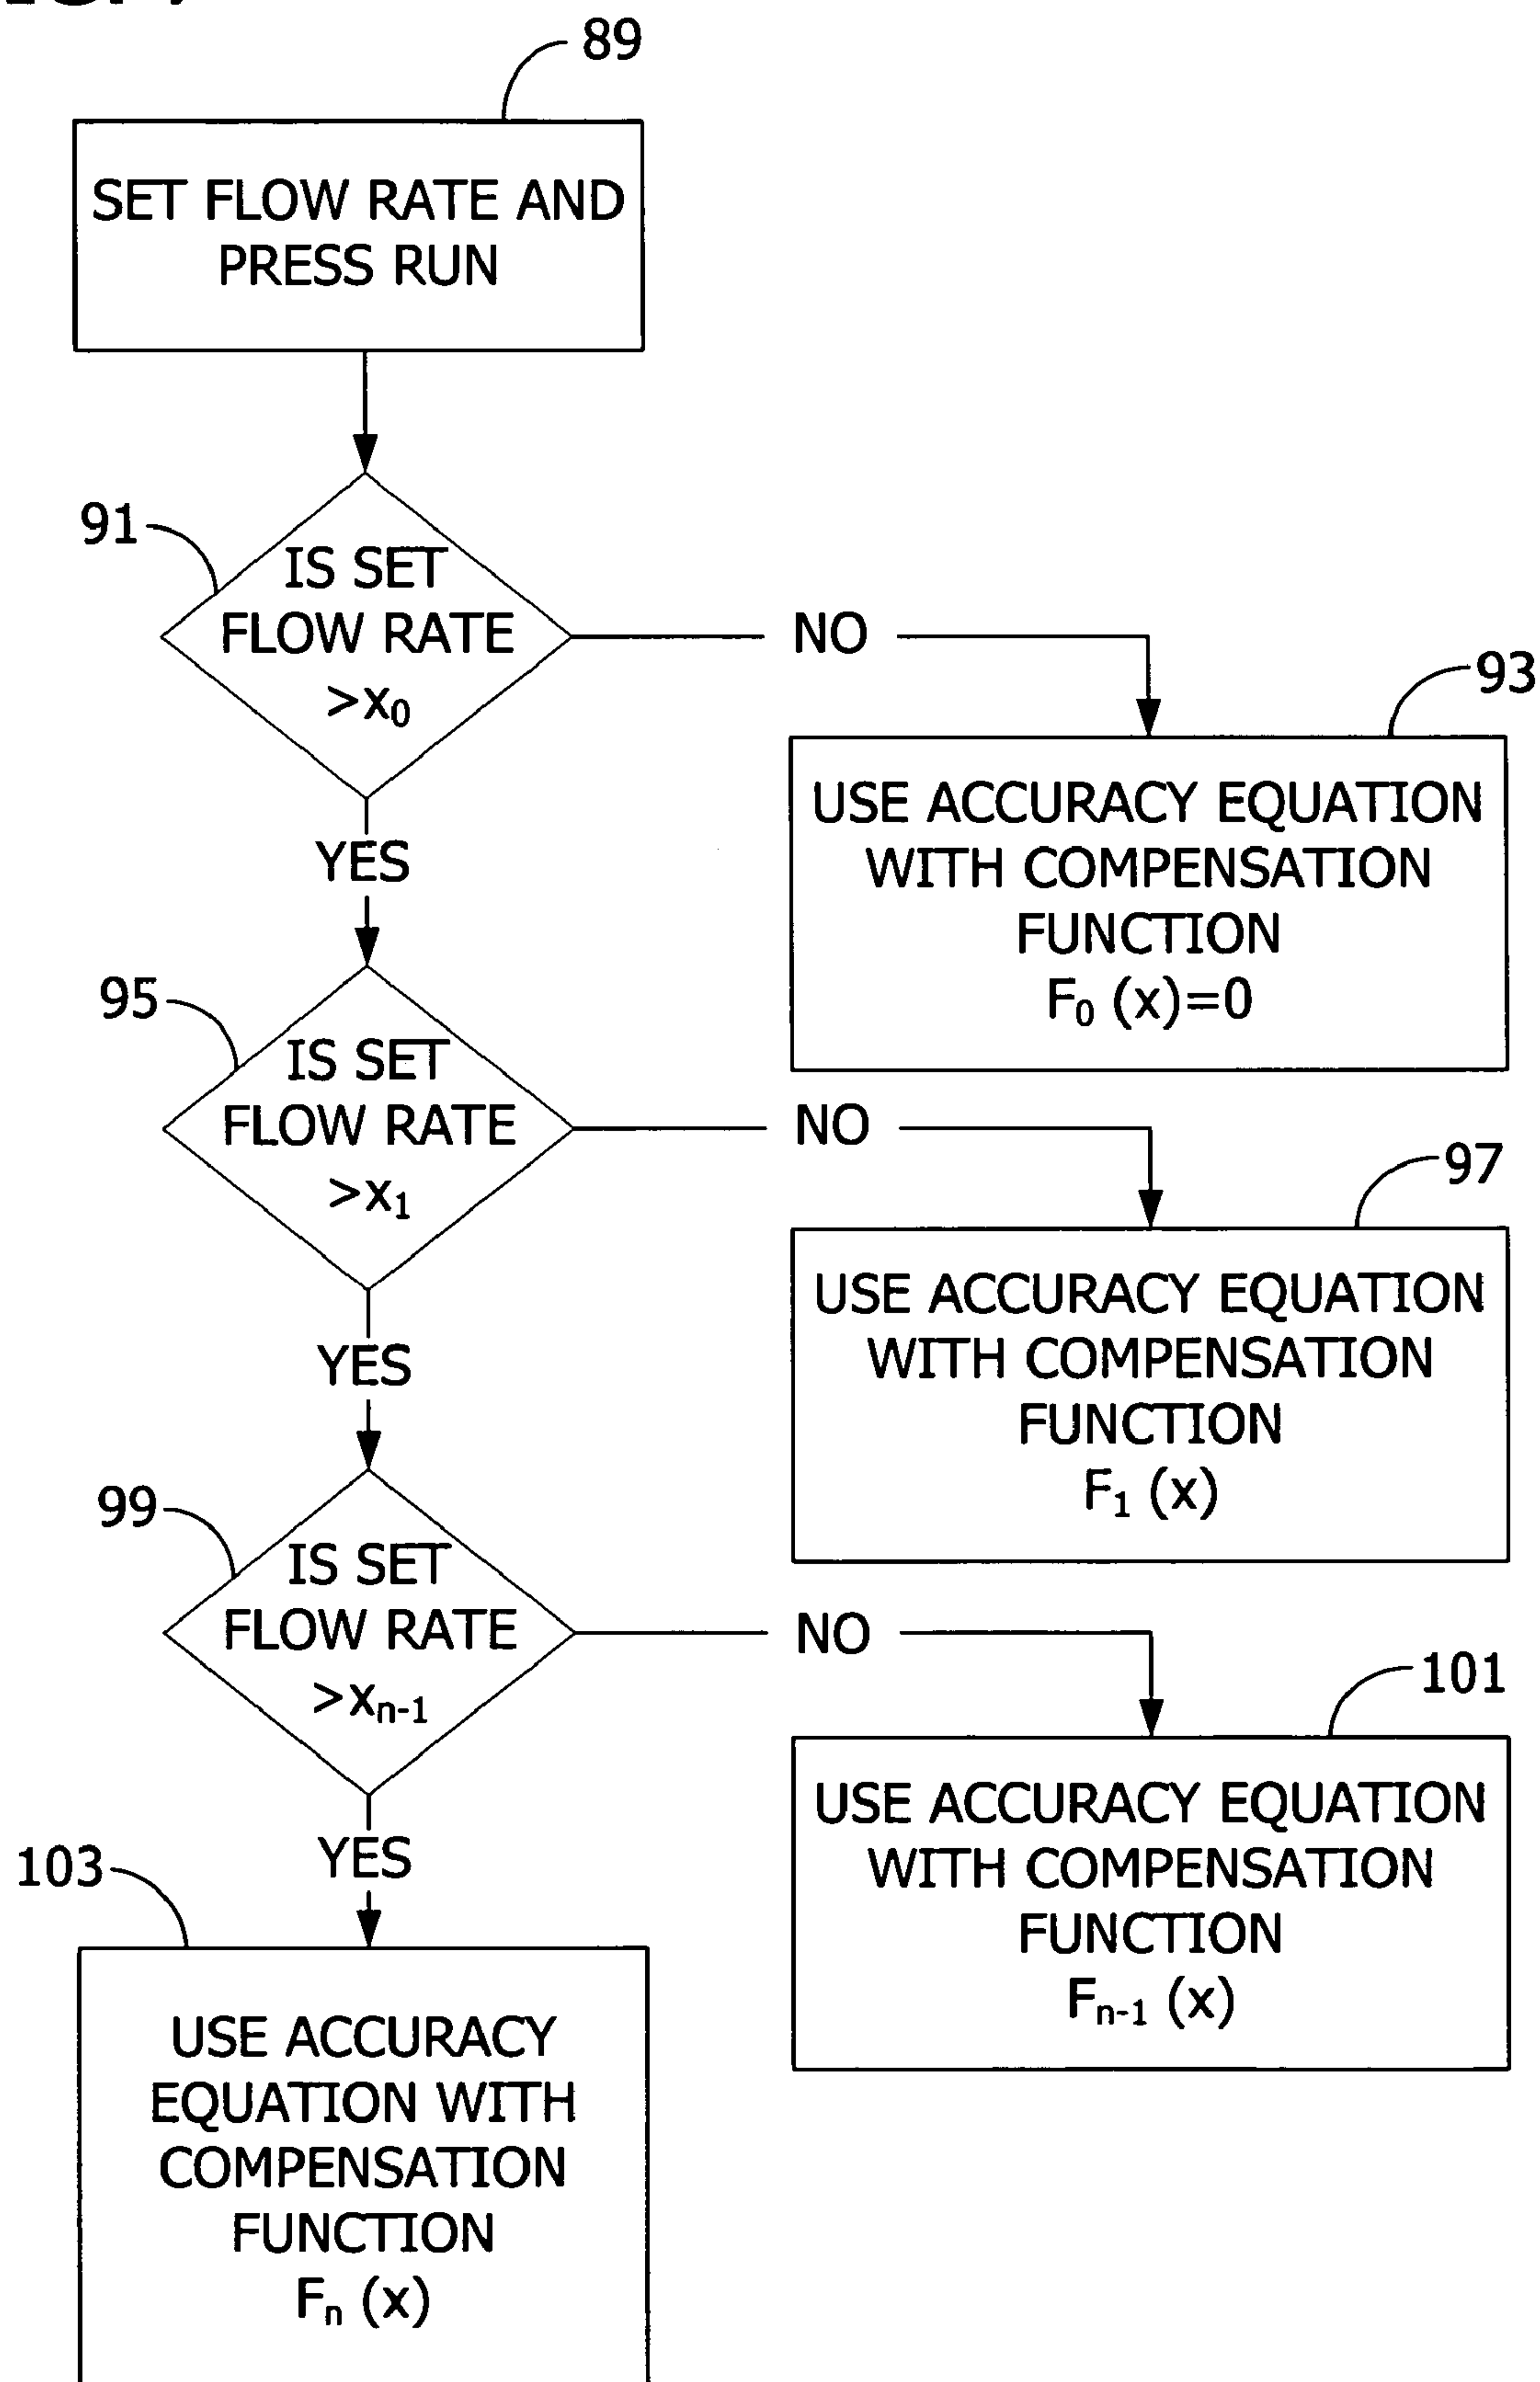 89
SET FLOW RATE AND
PRESS RUN
91
IS SET
FLOW RATE
>x₀
NO
93
USE ACCURACY EQUATION
WITH COMPENSATION
FUNCTION
F₀ (x)=0
YES
95
IS SET
FLOW RATE
>x₁
NO
97
USE ACCURACY EQUATION
WITH COMPENSATION
FUNCTION
F₁ (x)
YES
99
IS SET
FLOW RATE
>xₙ₋₁
NO
101
USE ACCURACY EQUATION
WITH COMPENSATION
FUNCTION
Fₙ₋₁ (x)
YES
103
USE ACCURACY
EQUATION WITH
COMPENSATION
FUNCTION
Fₙ (x)